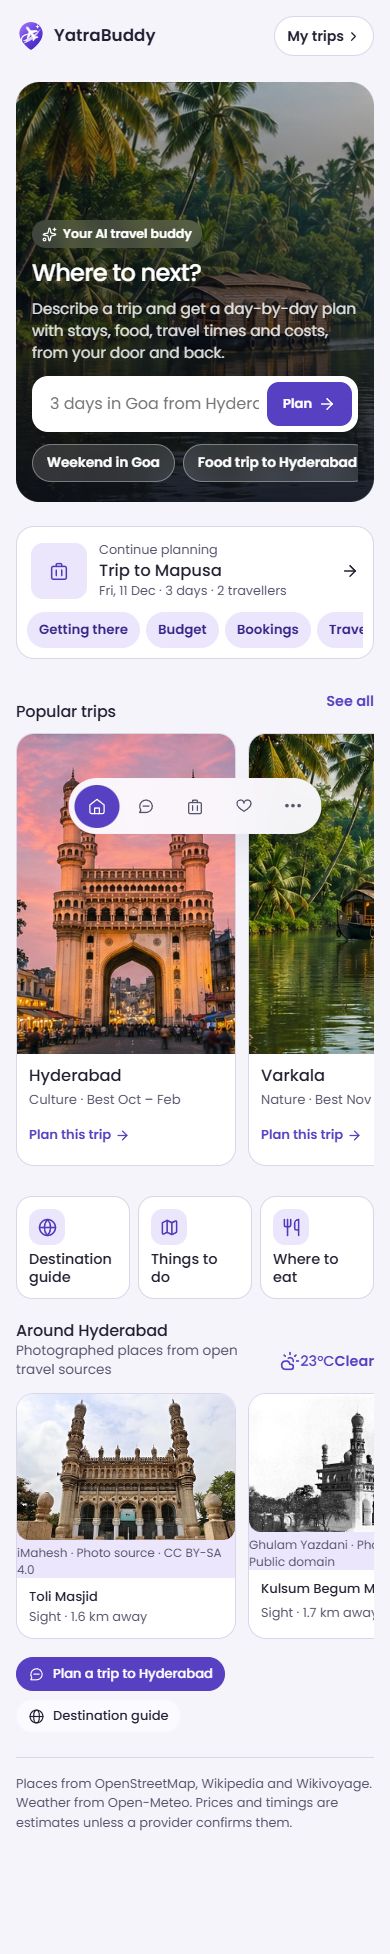 YatraBuddy
My trips
Your AI travel buddy
Where to next?
Describe a trip and get a day-by-day plan
with stays, food, travel times and costs,
from your door and back.
3 days in Goa from Hydera
Plan
Weekend in Goa
Food trip to Hyderabad
Continue planning
Trip to Mapusa
Fri, 11 Dec · 3 days · 2 travellers
Getting there
Budget
Bookings
Trave
Popular trips
See all
Hyderabad
Culture · Best Oct – Feb
Plan this trip
Varkala
Nature · Best Nov
Plan this trip
Destination
guide
Things to
do
Where to
eat
Around Hyderabad
Photographed places from open
travel sources
23°CClear
iMahesh · Photo source · CC BY-SA
4.0
Toli Masjid
Sight · 1.6 km away
Ghulam Yazdani · Pho
Public domain
Kulsum Begum M
Sight · 1.7 km away
Plan a trip to Hyderabad
Destination guide
Places from OpenStreetMap, Wikipedia and Wikivoyage.
Weather from Open-Meteo. Prices and timings are
estimates unless a provider confirms them.